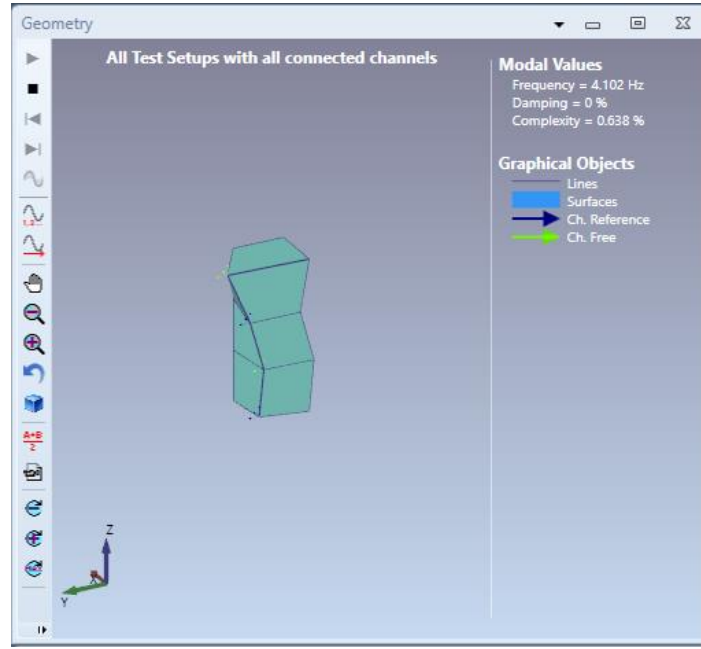 Geometry
All Test Setups with all connected channels
Modal Values
Frequency = 4.102 Hz
Damping = 0 %
Complexity = 0.638 %
Graphical Objects
Lines
Surfaces
Ch. Reference
Ch. Free
A+B
2
Z
X
Y